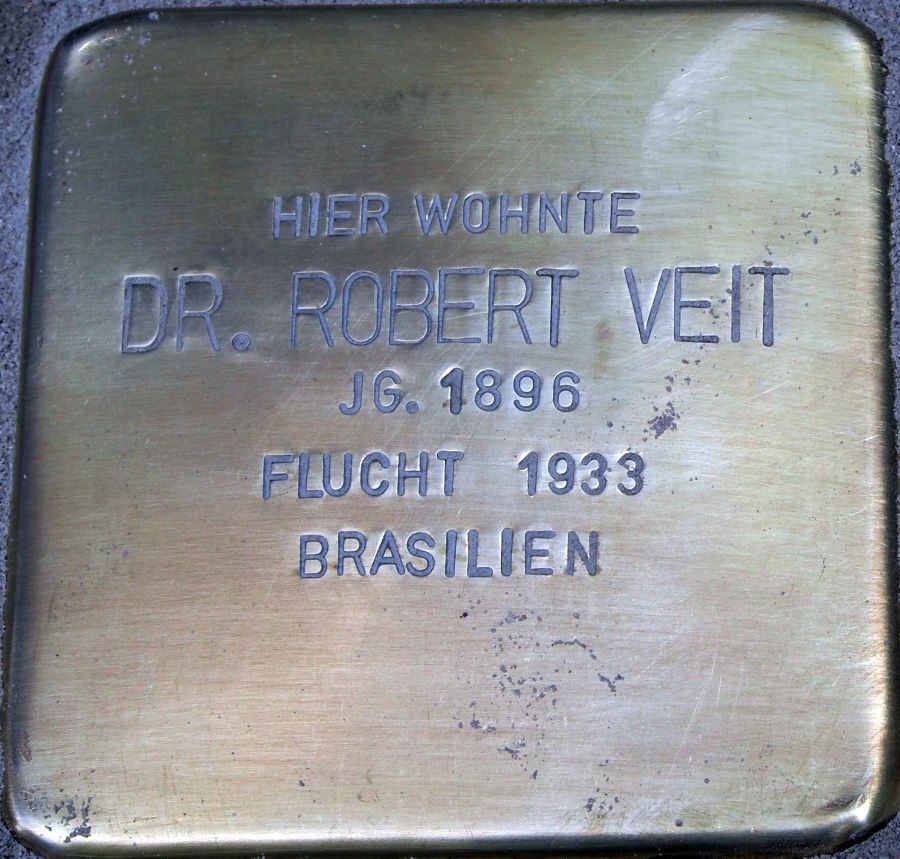 HIER WOHNTE
DR. ROBERT VEIT
JG. 1896
FLUCHT 1933
BRASILIEN